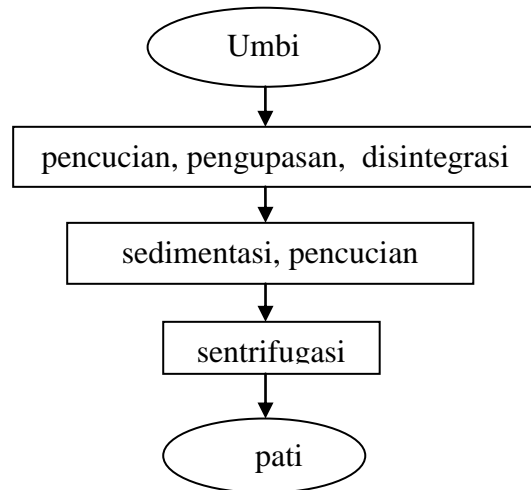 Umbi
pencucian, pengupasan, disintegrasi
sedimentasi, pencucian
sentrifugasi
pati